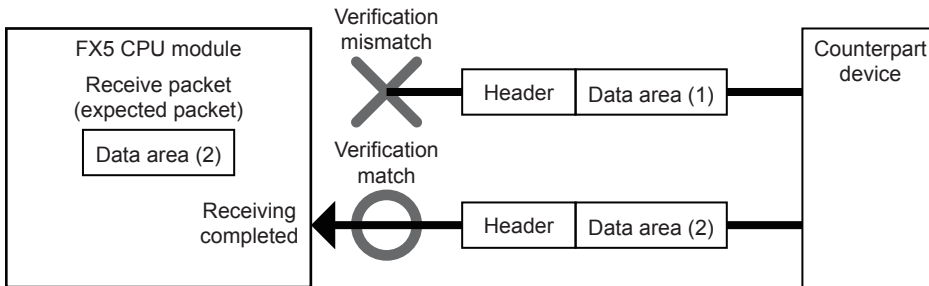 Verification
mismatch
FX5 CPU module
Receive packet
(expected packet)
Data area (2)
Header
Data area (1)
Counterpart
device
Verification
match
Receiving
completed
Header
Data area (2)